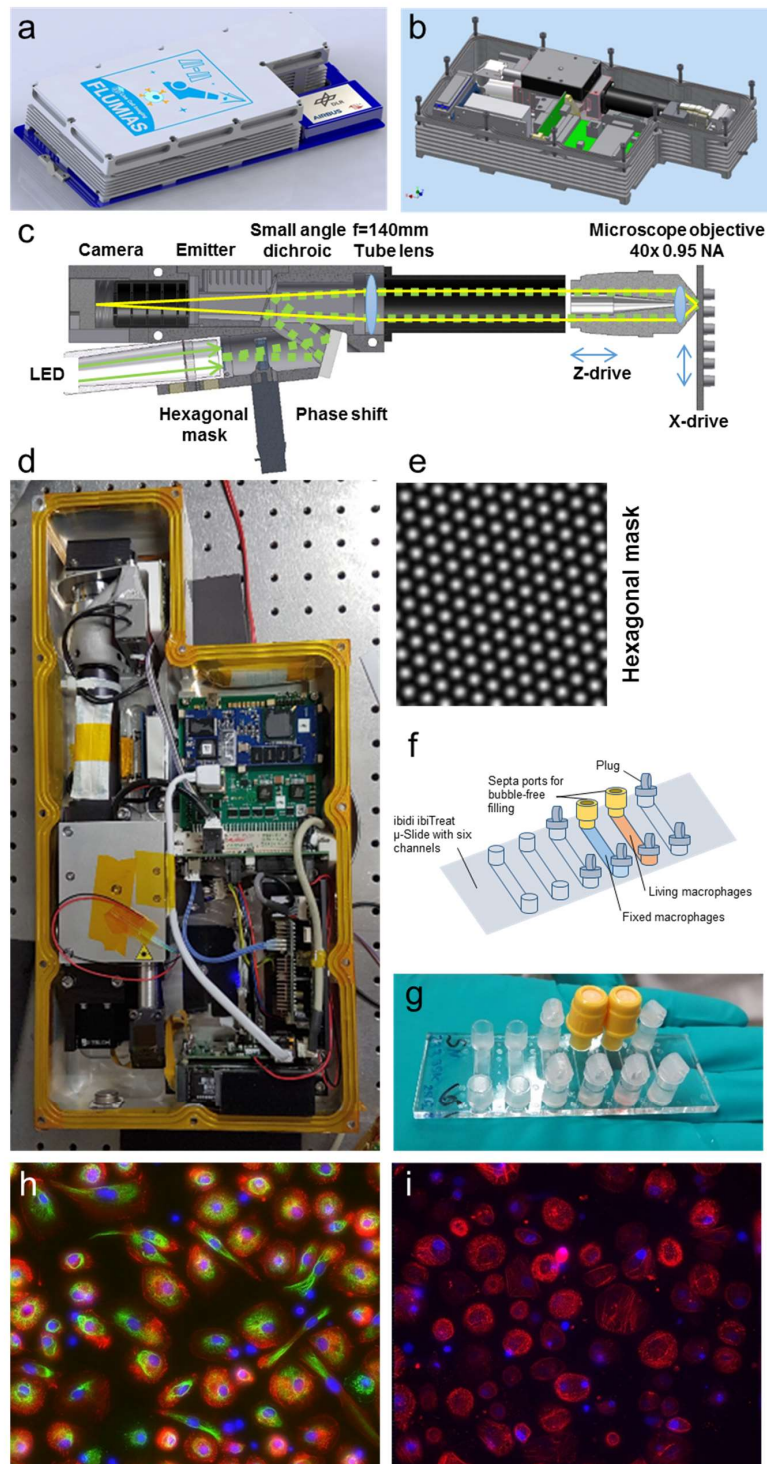 a
b
FLUMIAS
DLR
AIRBUS
c
Camera
Emitter
Small angle
dichroic
f=140mm
Tube lens
Microscope objective
40x 0.95 NA
LED
Hexagonal
mask
Phase shift
Z-drive
X-drive
d
e
Hexagonal mask
f
Plug
Septa ports for
bubble-free
filling
ibidi ibiTreat
μ-Slide with six
channels
Living macrophages
Fixed macrophages
g
h
i